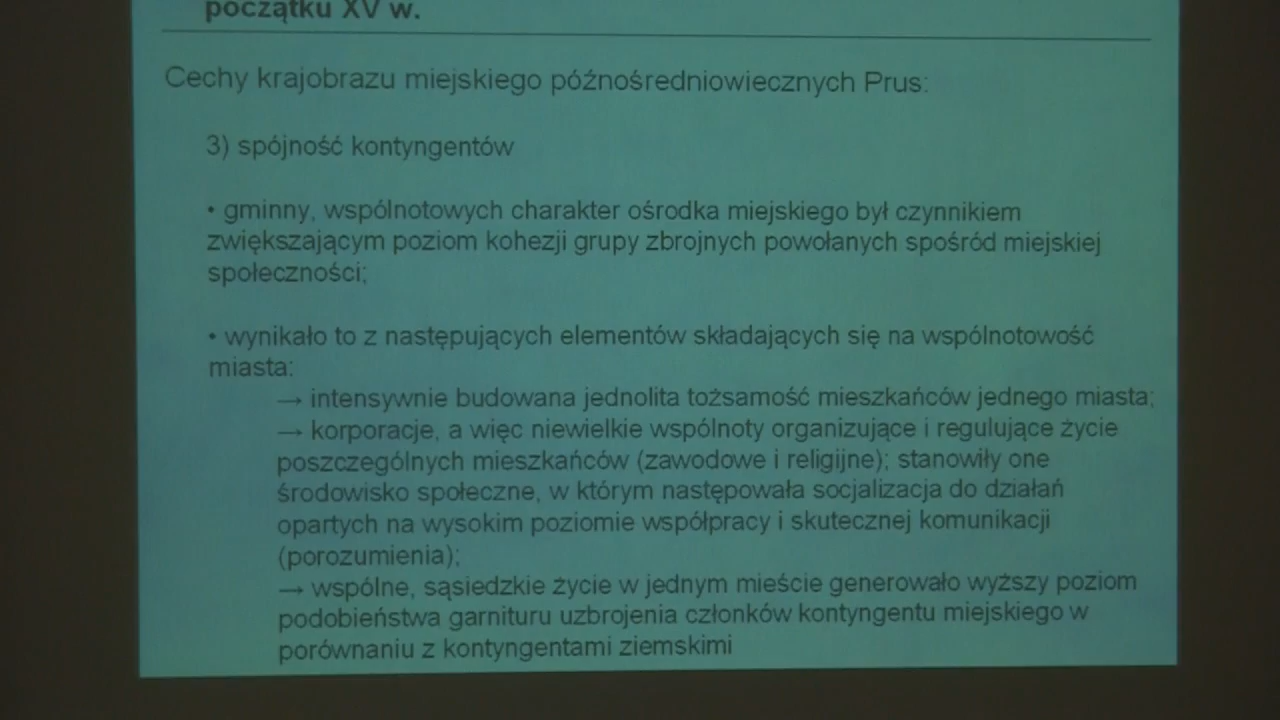 początku XV w.
Cechy krajobrazu miejskiego późnośredniowiecznych Prus:
3) spójność kontyngentów
• gminny, wspólnotowych charakter ośrodka miejskiego był czynnikiem
zwiększającym poziom kohezji grupy zbrojnych powołanych spośród miejskiej
społeczności;
• wynikało to z następujących elementów składających się na wspólnotowość
miasta:
→ intensywnie budowana jednolita tożsamość mieszkańców jednego miasta;
→ korporacje, a więc niewielkie wspólnoty organizujące i regulujące życie
poszczególnych mieszkańców (zawodowe i religijne); stanowiły one
środowisko społeczne, w którym następowała socjalizacja do działań
opartych na wysokim poziomie współpracy i skutecznej komunikacji
(porozumienia);
→ wspólne, sąsiedzkie życie w jednym mieście generowało wyższy poziom
podobieństwa garnituru uzbrojenia członków kontyngentu miejskiego w
porównaniu z kontyngentami ziemskimi